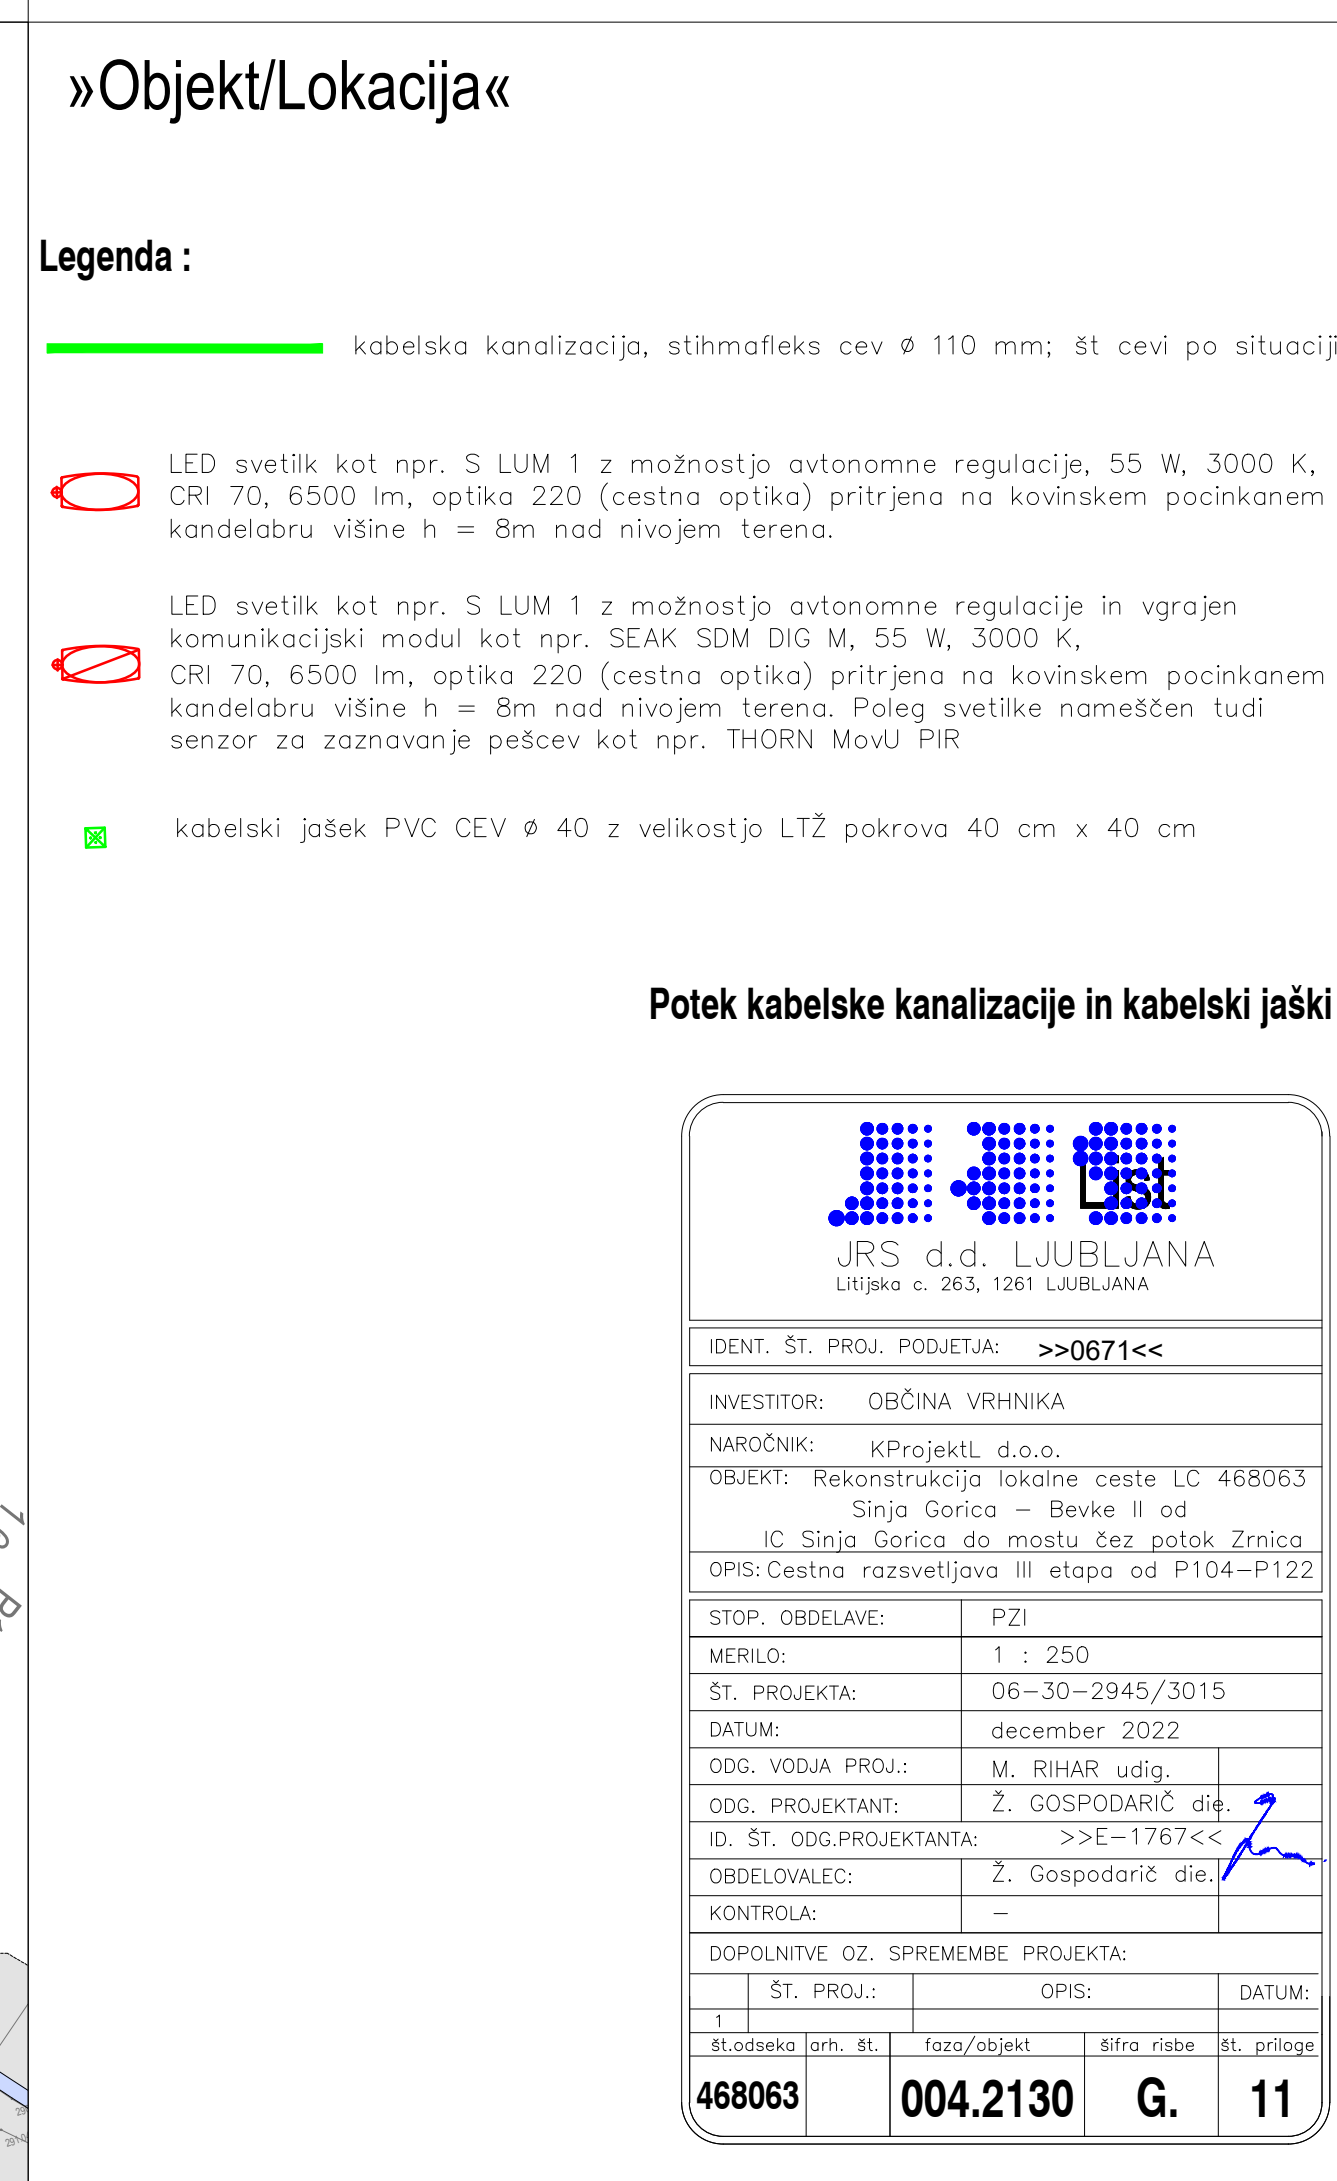 »Objekt/Lokacija«
Legenda :
kabelska kanalizacija, stihmafleks cev ø 110 mm; št cevi po situaciji
LED svetilk kot npr. S LUM 1 z možnostjo avtonomne regulacije, 55 W, 3000 K,
CRI 70, 6500 lm, optika 220 (cestna optika) pritrjena na kovinskem pocinkanem
kandelabru višine h = 8m nad nivojem terena.
LED svetilk kot npr. S LUM 1 z možnostjo avtonomne regulacije in vgrajen
komunikacijski modul kot npr. SEAK SDM DIG M, 55 W, 3000 K,
CRI 70, 6500 lm, optika 220 (cestna optika) pritrjena na kovinskem pocinkanem
kandelabru višine h = 8m nad nivojem terena. Poleg svetilke nameščen tudi
senzor za zaznavanje pešcev kot npr. THORN MovU PIR
kabelski jašek PVC CEV ø 40 z velikostjo LTŽ pokrova 40 cm x 40 cm
Potek kabelske kanalizacije in kabelski jaški
List
JRS d.d. LJUBLJANA
Litijska c. 263, 1261 LJUBLJANA
IDENT. ŠT. PROJ. PODJETJA: >>0671<<
INVESTITOR: OBČINA VRHNIKA
NAROČNIK: KProjektL d.o.o.
OBJEKT: Rekonstrukcija lokalne ceste LC 468063
Sinja Gorica – Bevke II od
IC Sinja Gorica do mostu čez potok Zrnica
OPIS: Cestna razsvetljava III etapa od P104–P122
STOP. OBDELAVE: PZI
MERILO: 1 : 250
ŠT. PROJEKTA: 06–30–2945/3015
DATUM: december 2022
ODG. VODJA PROJ.: M. RIHAR udig.
ODG. PROJEKTANT: Ž. GOSPODARIČ die.
ID. ŠT. ODG.PROJEKTANTA: >>E–1767<<
OBDELOVALEC: Ž. Gospodarič die.
KONTROLA: –
DOPOLNITVE OZ. SPREMEMBE PROJEKTA:
ŠT. PROJ.: OPIS: DATUM:
1
št.odseka arh. št. faza/objekt šifra risbe št. priloge
468063 004.2130 G. 11